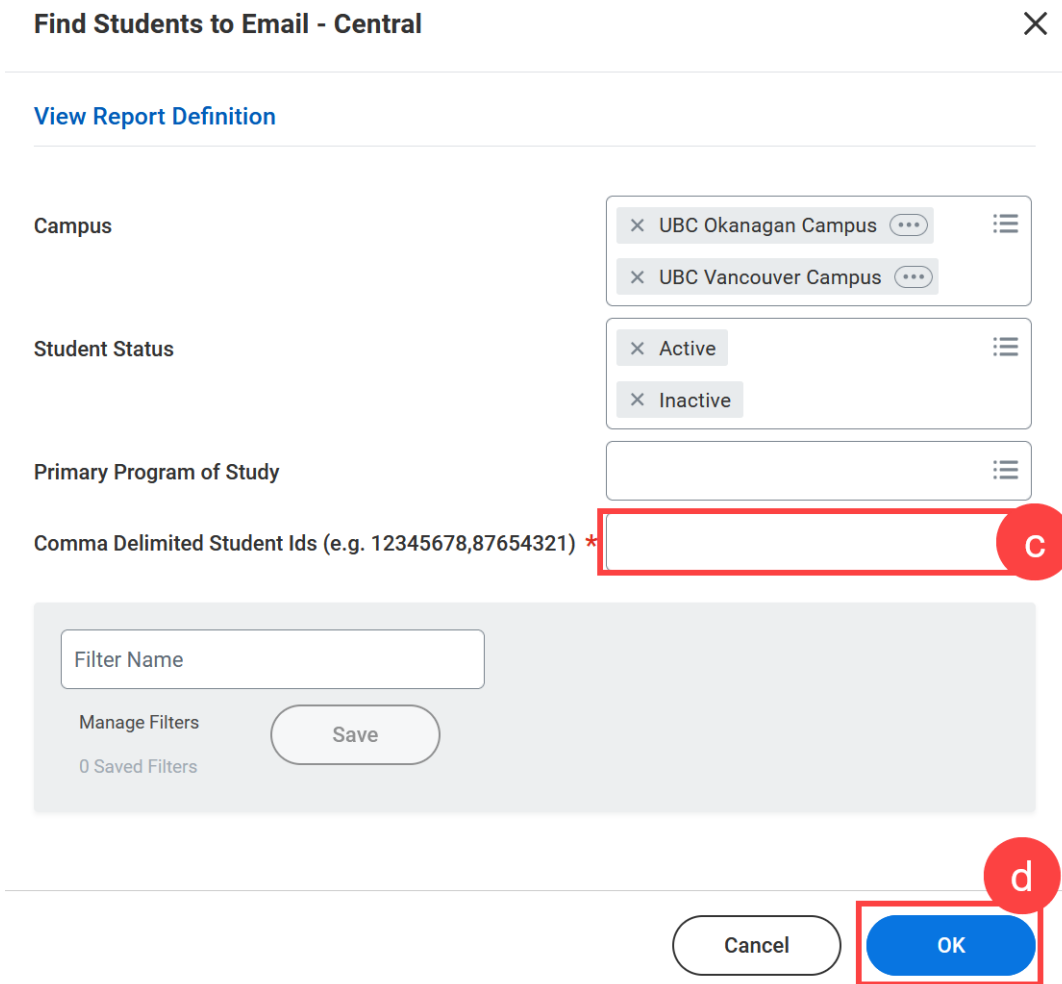 Find Students to Email - Central
View Report Definition
Campus
UBC Okanagan Campus
UBC Vancouver Campus
Student Status
Active
Inactive
Primary Program of Study
Comma Delimited Student Ids (e.g. 12345678,87654321) *
c
Filter Name
Manage Filters
Save
0 Saved Filters
d
Cancel
OK